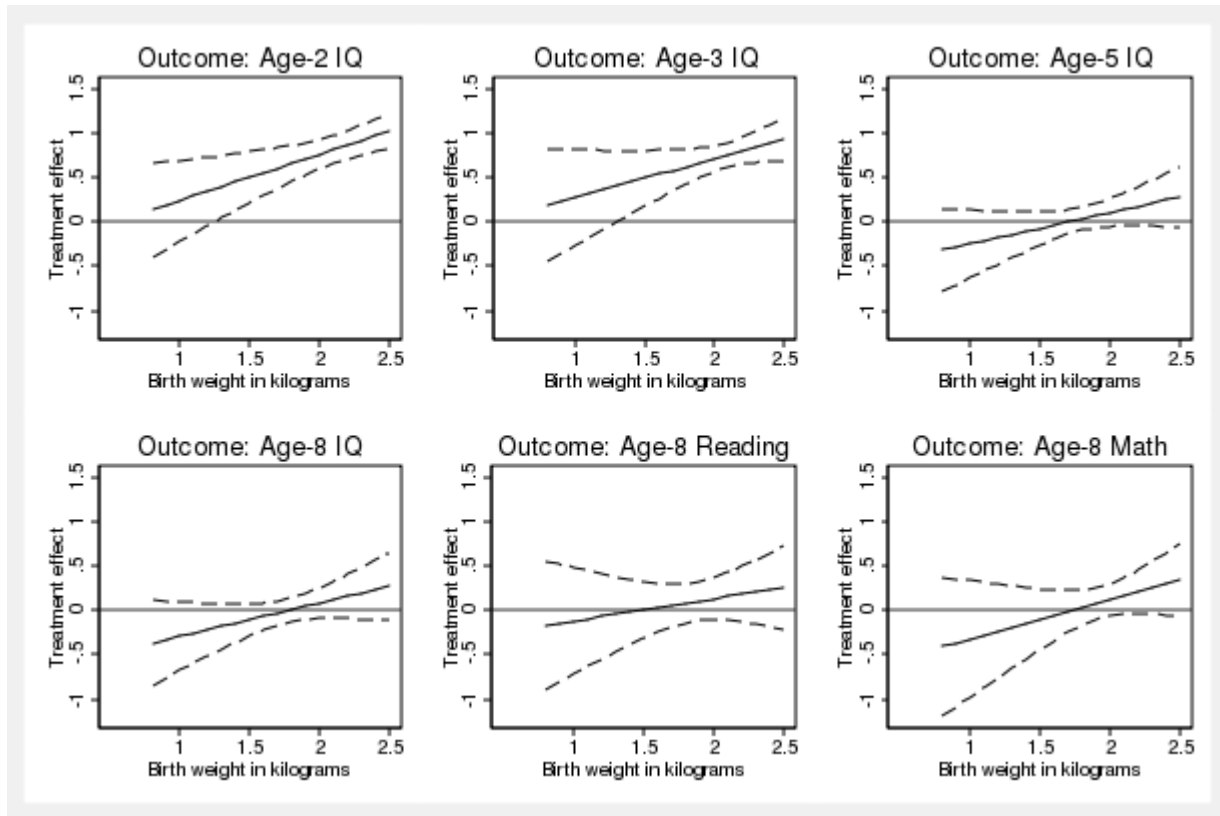 Outcome: Age-2 IQ
Treatment effect
1.5
1
.5
0
-.5
-1
1 1.5 2 2.5
Birth weight in kilograms
Outcome: Age-3 IQ
Treatment effect
1.5
1
.5
0
-.5
-1
1 1.5 2 2.5
Birth weight in kilograms
Outcome: Age-5 IQ
Treatment effect
1.5
1
.5
0
-.5
-1
1 1.5 2 2.5
Birth weight in kilograms
Outcome: Age-8 IQ
Treatment effect
1.5
1
.5
0
-.5
-1
1 1.5 2 2.5
Birth weight in kilograms
Outcome: Age-8 Reading
Treatment effect
1.5
1
.5
0
-.5
-1
1 1.5 2 2.5
Birth weight in kilograms
Outcome: Age-8 Math
Treatment effect
1.5
1
.5
0
-.5
-1
1 1.5 2 2.5
Birth weight in kilograms